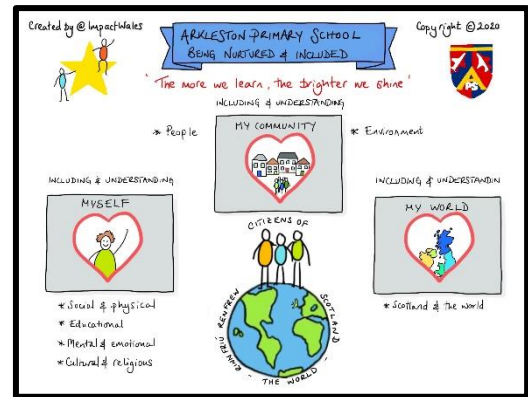 Created by @ImpactWales
ARKLESTON PRIMARY SCHOOL
BEING NURTURED & INCLUDED
Copyright ©2020
PS
"The more we learn, the brighter we shine"
INCLUDING & UNDERSTANDING
* People
MY COMMUNITY
* Environment
INCLUDING & UNDERSTANDING
MYSELF
* Social & physical
* Educational
* Mental & emotional
* Cultural & religious
INCLUDING & UNDERSTANDIN
MY WORLD
* Scotland & the world
CITIZENS OF
RENFREW
SCOTLAND
- THE WORLD -